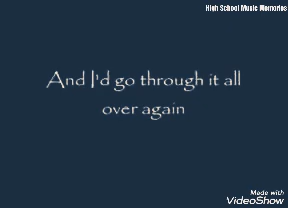 High School Music Memories
And I'd go through it all
over again
Made with
VideoShow